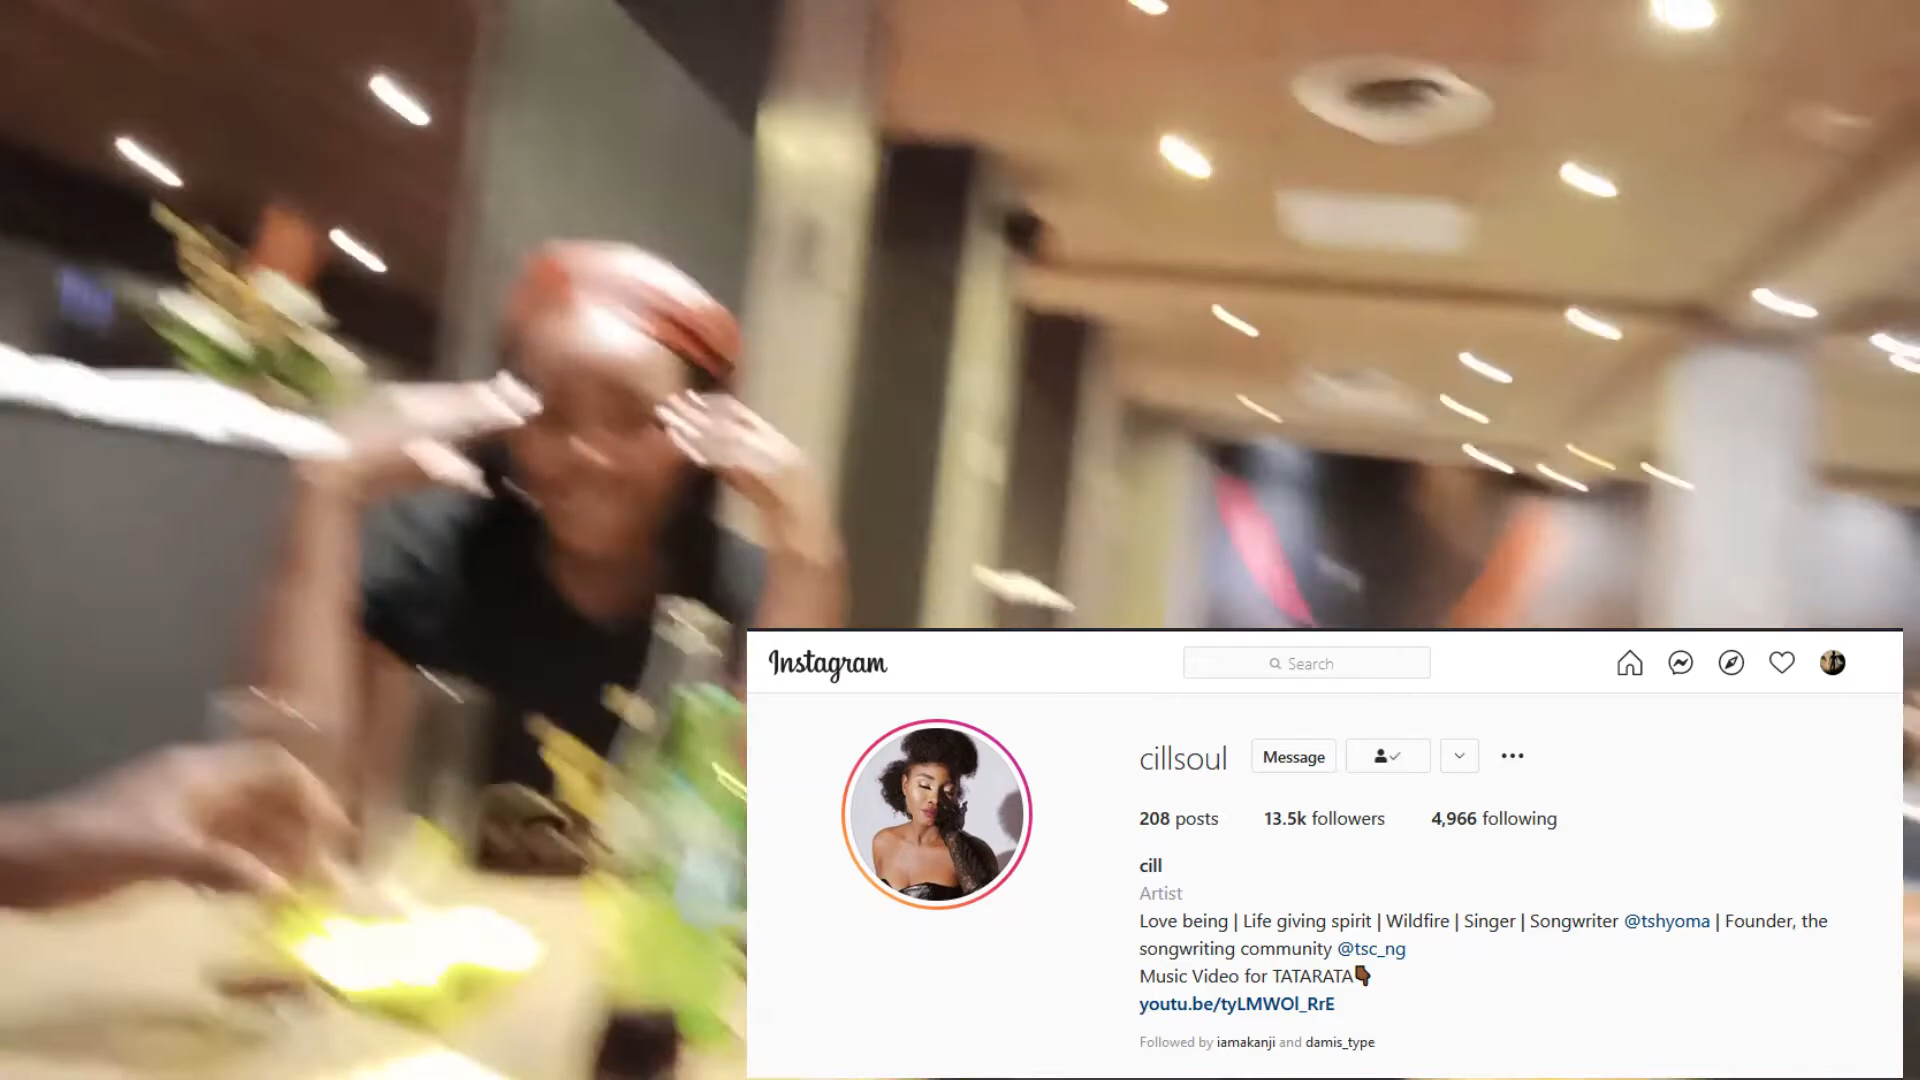 Instagram
Search
cillsoul
Message
208 posts 13.5k followers 4,966 following
cill
Artist
Love being | Life giving spirit | Wildfire | Singer | Songwriter @tshyoma | Founder, the
songwriting community @tsc_ng
Music Video for TATARATA👇🏿
youtu.be/tyLMWOl_RrE
Followed by iamakanji and damis_type